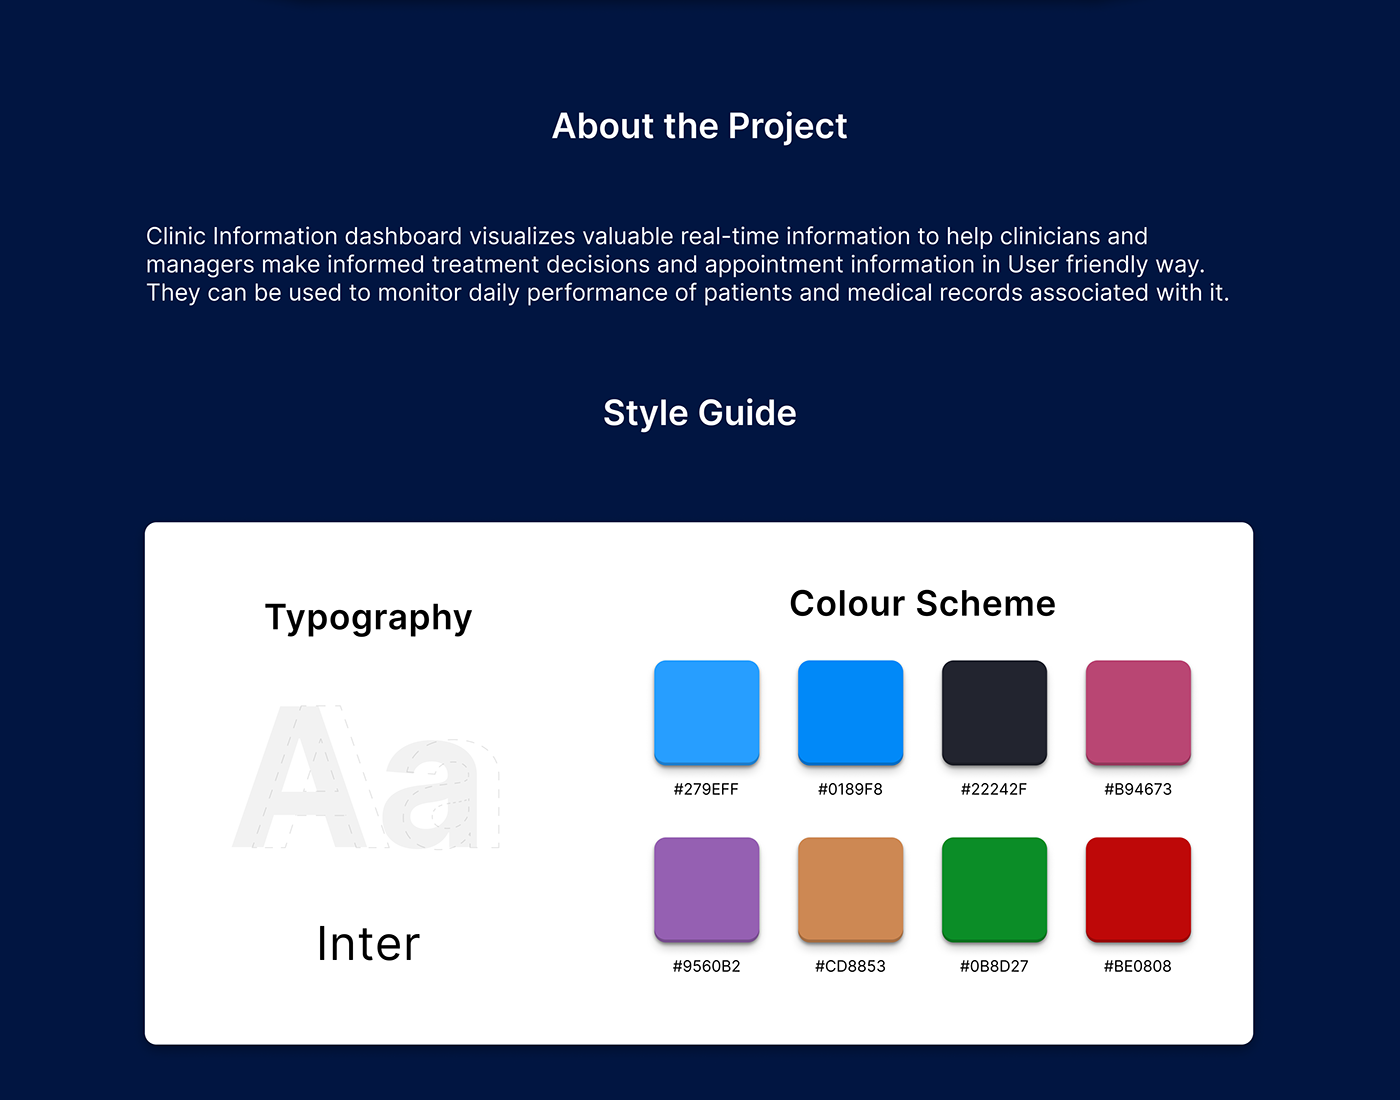 About the Project
Clinic Information dashboard visualizes valuable real-time information to help clinicians and
managers make informed treatment decisions and appointment information in User friendly way.
They can be used to monitor daily performance of patients and medical records associated with it.
Style Guide
Typography
Aa
Inter
Colour Scheme
#279EFF #0189F8 #22242F #B94673
#9560B2 #CD8853 #0B8D27 #BE0808